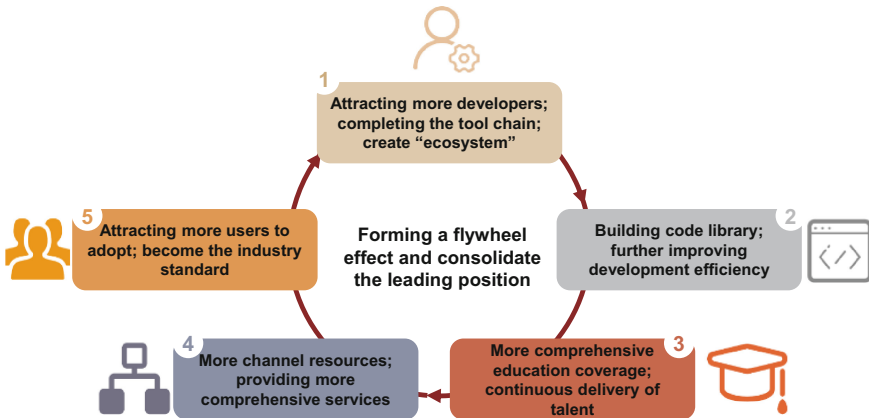 1
Attracting more developers;
completing the tool chain;
create “ecosystem”
2
Building code library;
further improving
development efficiency
3
More comprehensive
education coverage;
continuous delivery of
talent
4
More channel resources;
providing more
comprehensive services
5
Attracting more users to
adopt; become the industry
standard
Forming a flywheel
effect and consolidate
the leading position